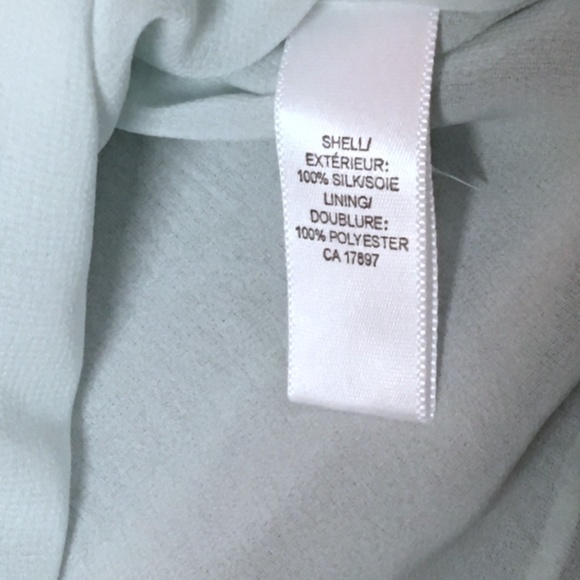 SHELL/
EXTÉRIEUR:
100% SILK/SOIE
LINING/
DOUBLURE:
100% POLYESTER
CA 17897